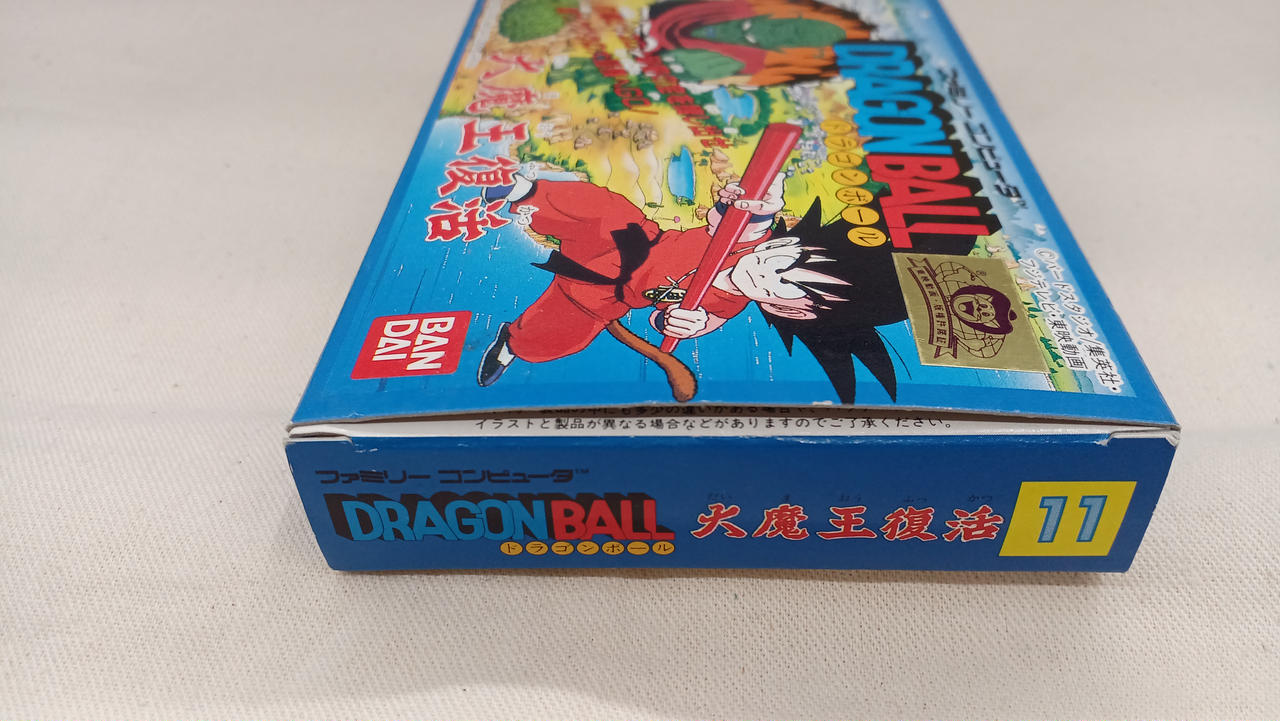 ファミリー コンピュータ™
DRAGON BALL
ドラゴンボール
大魔王復活
BAN
DAI
©バードスタジオ／集英社・
フジテレビ・東映動画
イラストと製品が異なる場合などがありますのでご了承ください。
ファミリー コンピュータ™
DRAGON BALL
ドラゴンボール
だい ま おう ふっ かつ
大魔王復活
11